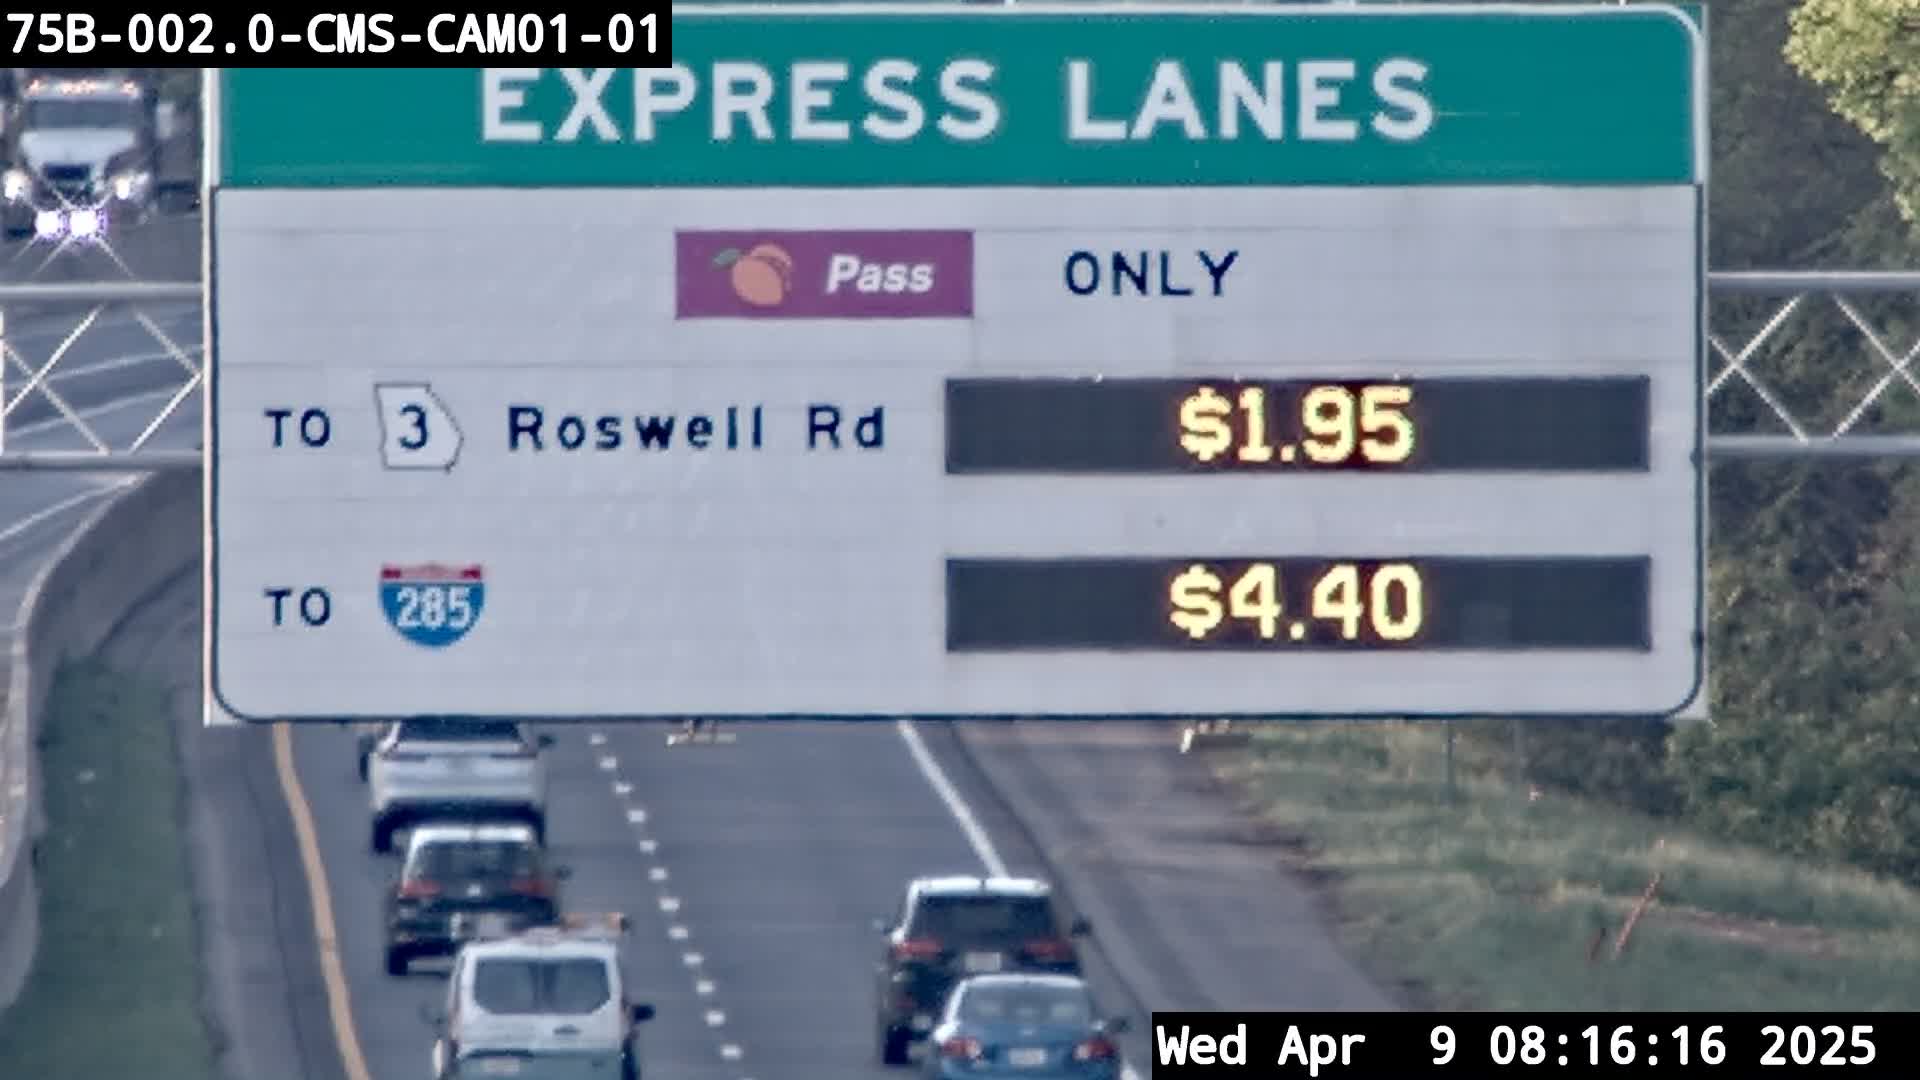 75B-002.0-CMS-CAM01-01
EXPRESS LANES
Pass ONLY
TO 3 Roswell Rd $1.95
TO 285 $4.40
Wed Apr 9 08:16:16 2025